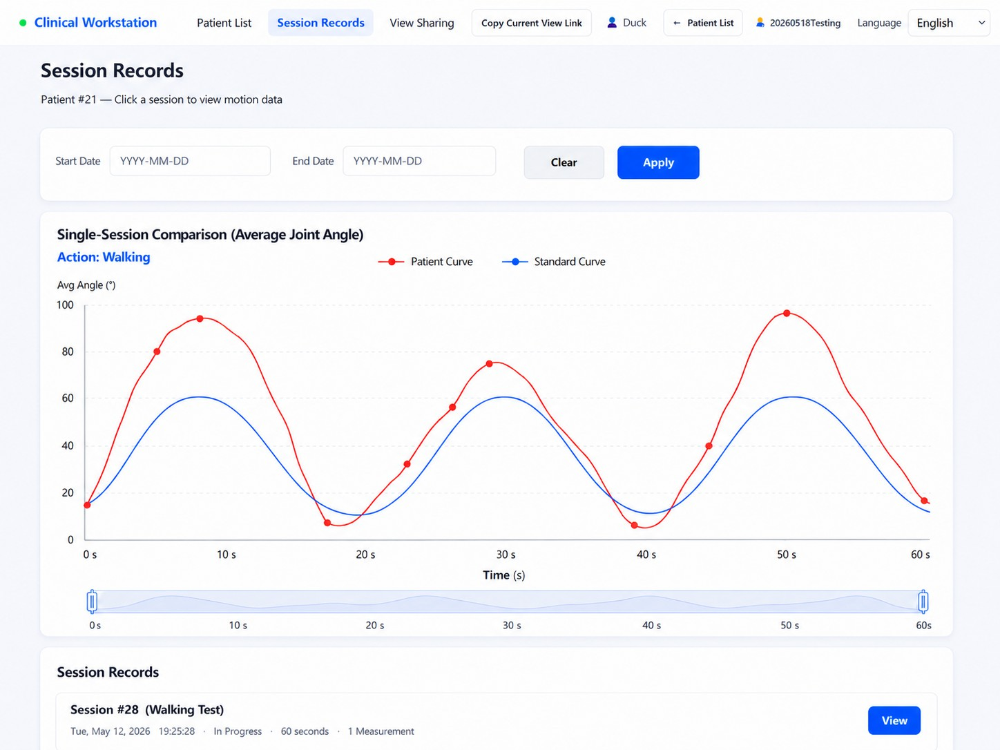 Clinical Workstation Patient List Session Records View Sharing Copy Current View Link Duck ← Patient List 20260518Testing Language English
Session Records
Patient #21 — Click a session to view motion data
Start Date YYYY-MM-DD End Date YYYY-MM-DD Clear Apply
Single-Session Comparison (Average Joint Angle)
Action: Walking
Patient Curve Standard Curve
Avg Angle (°)
100
80
60
40
20
0
0 s 10 s 20 s 30 s 40 s 50 s 60 s
Time (s)
0 s 10 s 20 s 30 s 40 s 50 s 60s
Session Records
Session #28 (Walking Test)
Tue, May 12, 2026 19:25:28 · In Progress · 60 seconds · 1 Measurement
View